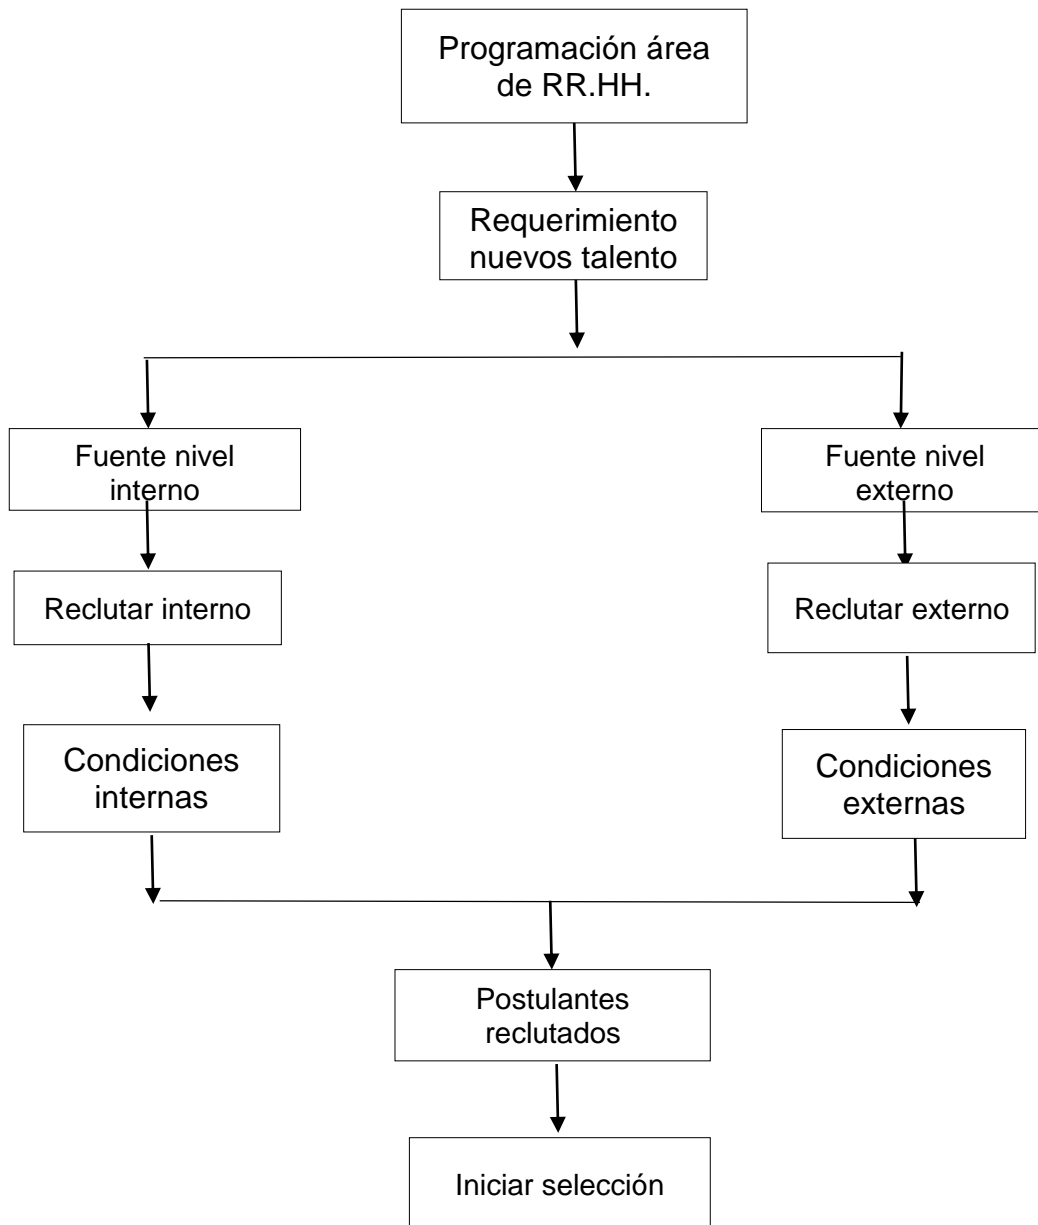 Programación área
de RR.HH.
Requerimiento
nuevos talento
Fuente nivel
interno
Fuente nivel
externo
Reclutar interno
Reclutar externo
Condiciones
internas
Condiciones
externas
Postulantes
reclutados
Iniciar selección